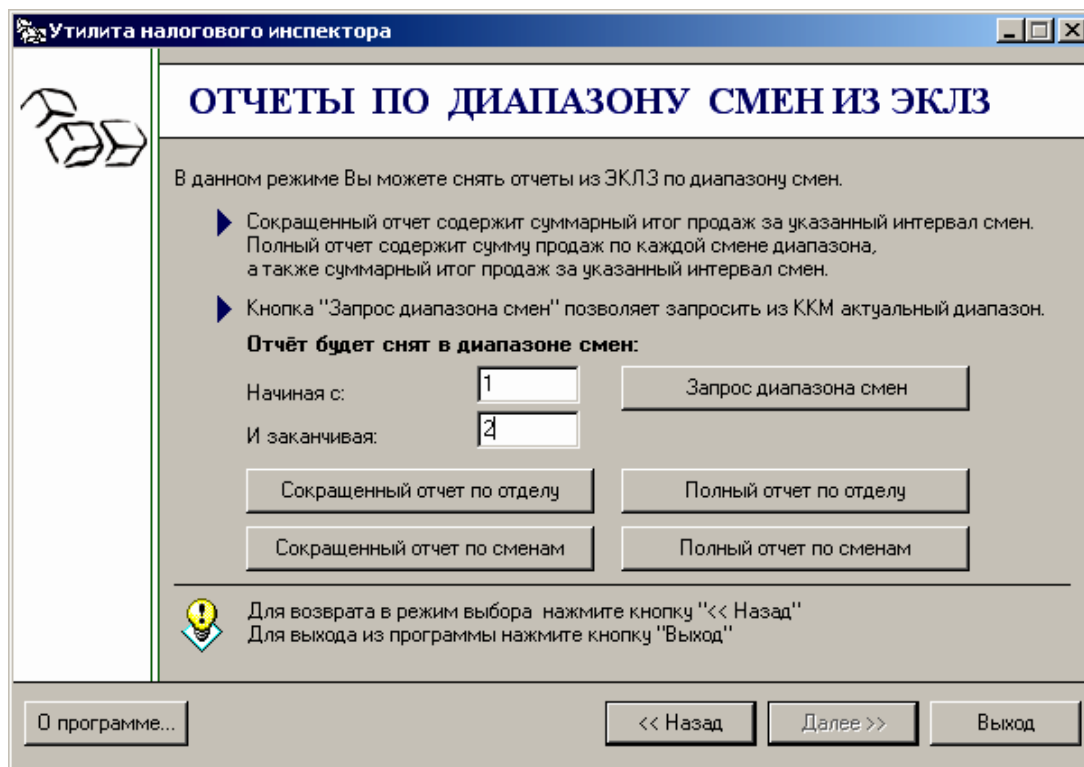 Утилита налогового инспектора
ОТЧЕТЫ ПО ДИАПАЗОНУ СМЕН ИЗ ЭКЛЗ
В данном режиме Вы можете снять отчеты из ЭКЛЗ по диапазону смен.
Сокращенный отчет содержит суммарный итог продаж за указанный интервал смен.
Полный отчет содержит сумму продаж по каждой смене диапазона,
а также суммарный итог продаж за указанный интервал смен.
Кнопка "Запрос диапазона смен" позволяет запросить из ККМ актуальный диапазон.
Отчёт будет снят в диапазоне смен:
Начиная с: 1 Запрос диапазона смен
И заканчивая: 2
Сокращенный отчет по отделу Полный отчет по отделу
Сокращенный отчет по сменам Полный отчет по сменам
Для возврата в режим выбора нажмите кнопку "<< Назад"
Для выхода из программы нажмите кнопку "Выход"
О программе... << Назад Далее >> Выход